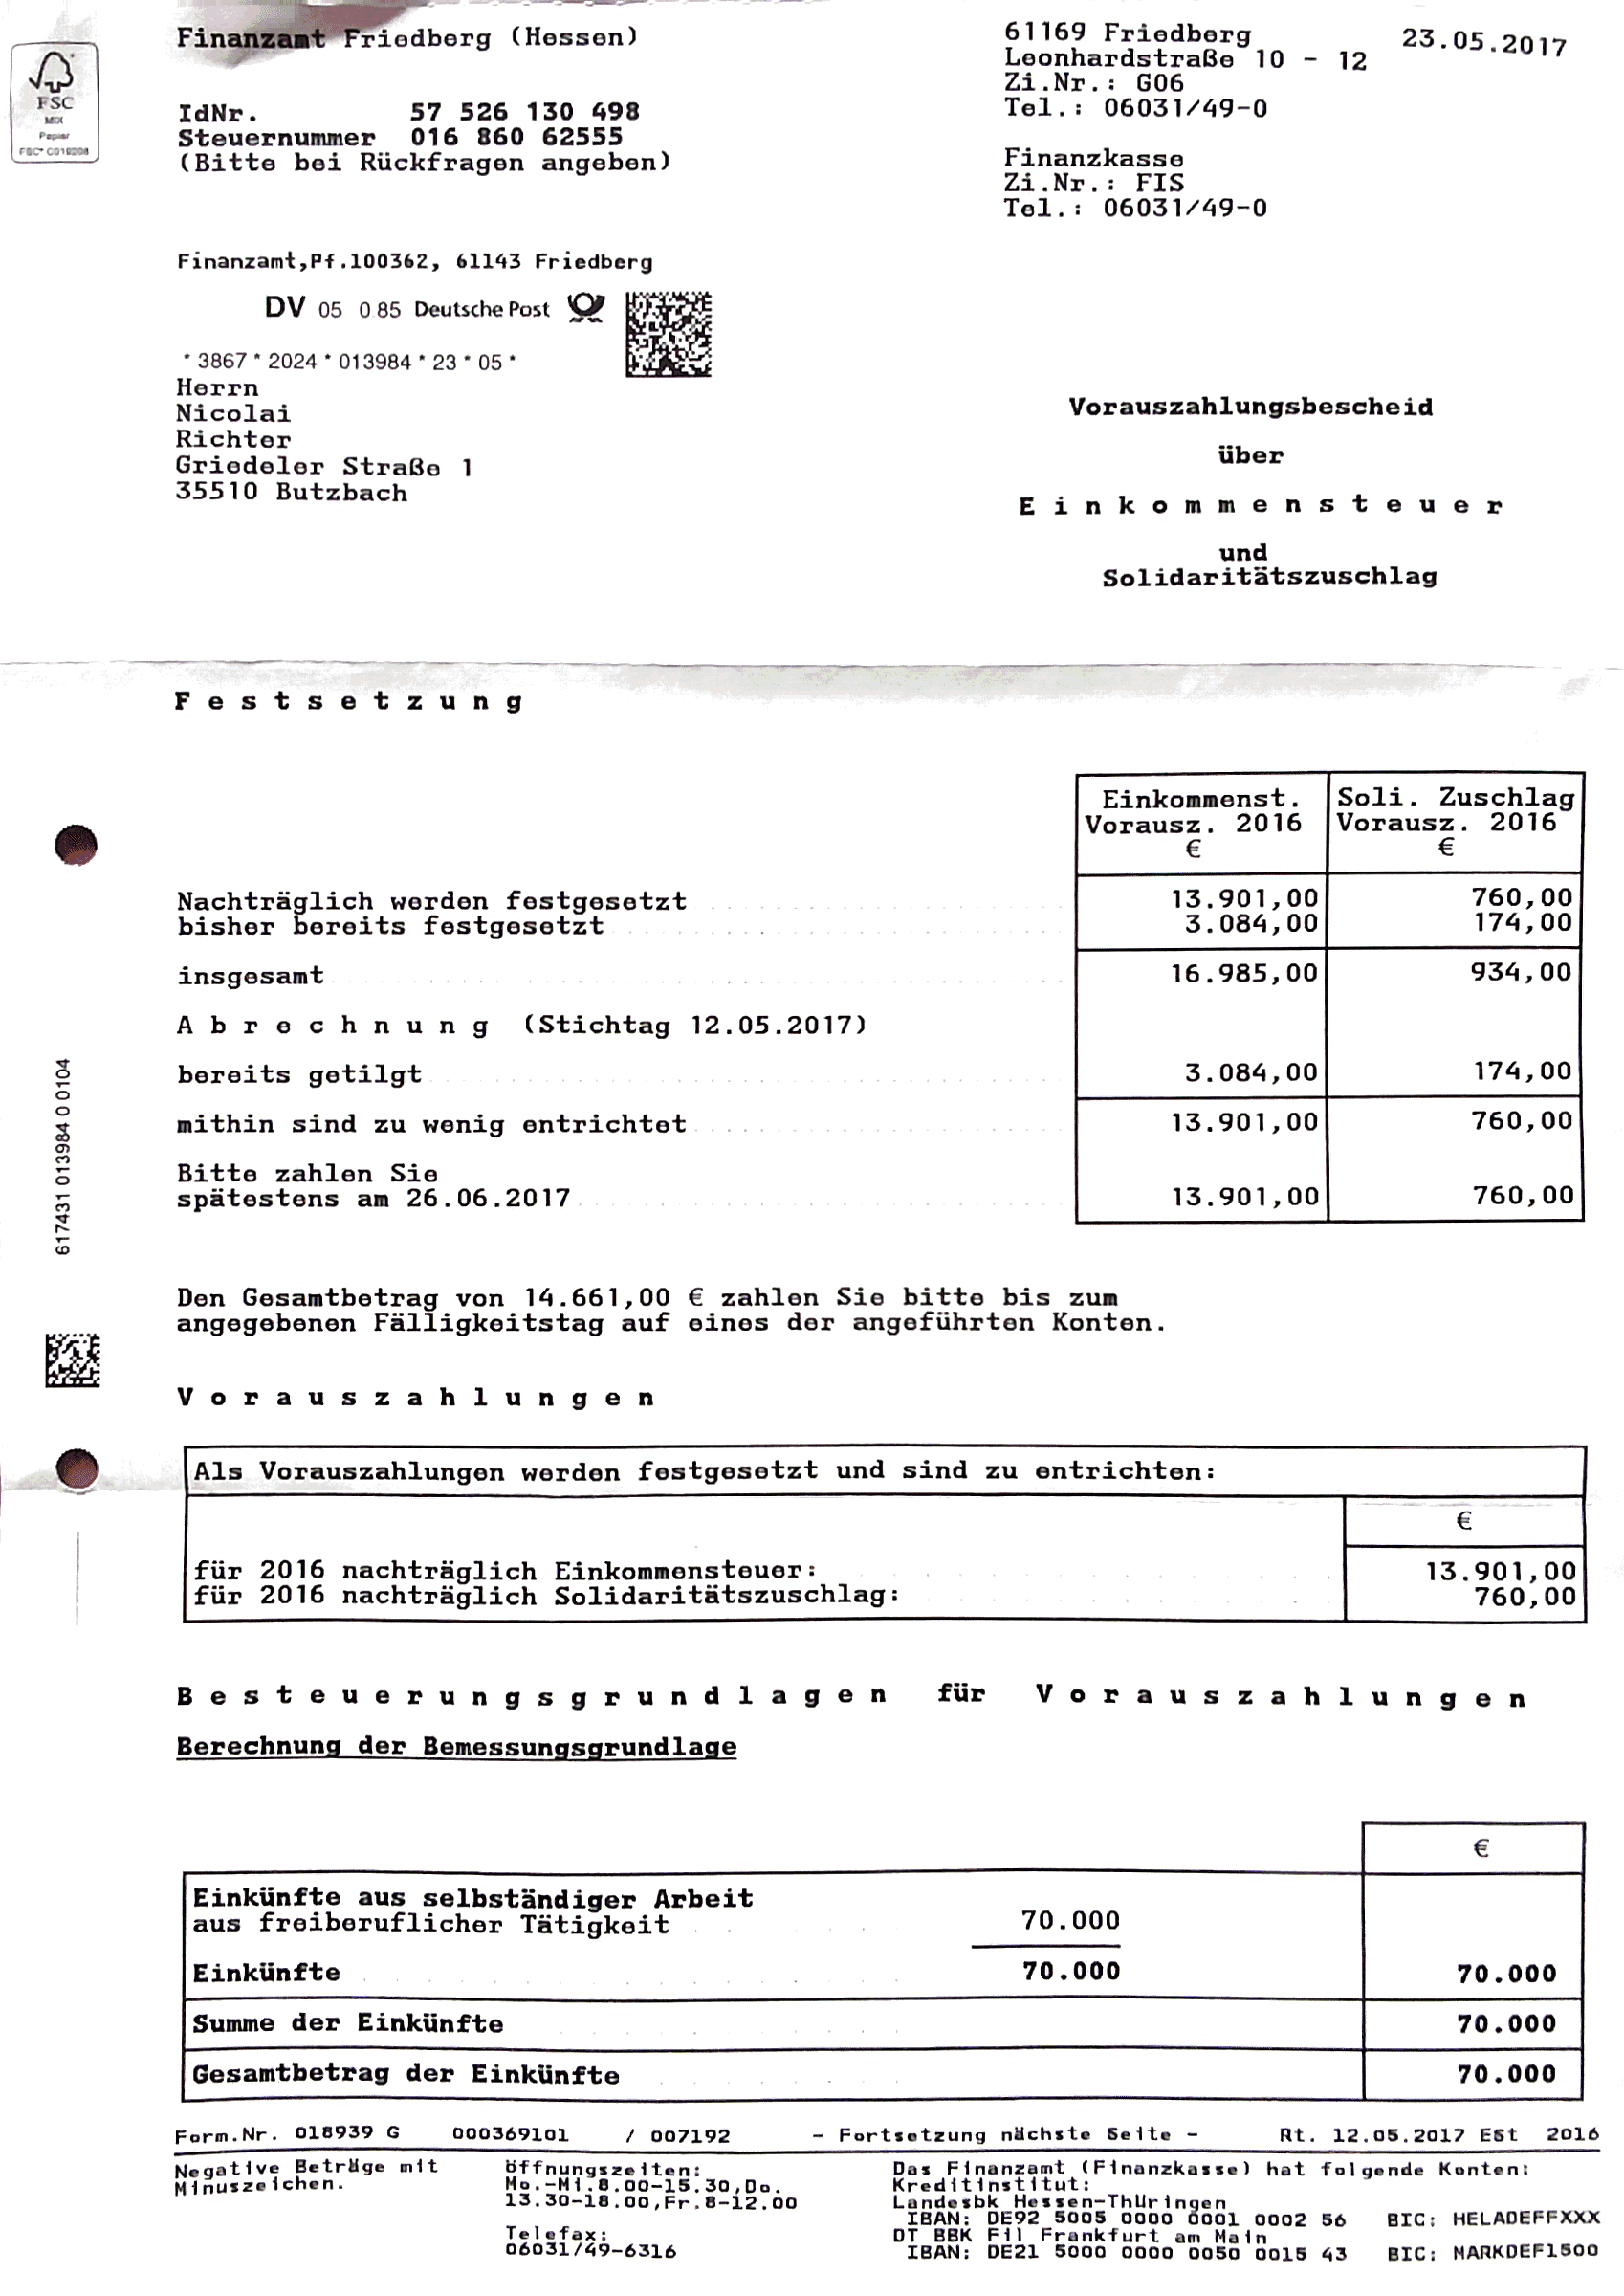 Finanzamt Friedberg (Hessen)
61169 Friedberg 23.05.2017
Leonhardstraße 10 - 12
Zi.Nr.: G06
Tel.: 06031/49-0
FSC
MIX
Papier
FSC® C019208
IdNr. 57 526 130 498
Steuernummer 016 860 62555
(Bitte bei Rückfragen angeben)
Finanzkasse
Zi.Nr.: FIS
Tel.: 06031/49-0
Finanzamt,Pf.100362, 61143 Friedberg
DV 05 0.85 Deutsche Post
* 3867 * 2024 * 013984 * 23 * 05 *
Herrn
Nicolai
Richter
Griedeler Straße 1
35510 Butzbach
Vorauszahlungsbescheid
über
Einkommensteuer
und
Solidaritätszuschlag
Festsetzung
Einkommenst. Soli. Zuschlag
Vorausz. 2016 Vorausz. 2016
€ €
Nachträglich werden festgesetzt 13.901,00 760,00
bisher bereits festgesetzt 3.084,00 174,00
insgesamt 16.985,00 934,00
Abrechnung (Stichtag 12.05.2017)
bereits getilgt 3.084,00 174,00
mithin sind zu wenig entrichtet 13.901,00 760,00
Bitte zahlen Sie
spätestens am 26.06.2017 13.901,00 760,00
617431 013984 0 0104
Den Gesamtbetrag von 14.661,00 € zahlen Sie bitte bis zum
angegebenen Fälligkeitstag auf eines der angeführten Konten.
Vorauszahlungen
Als Vorauszahlungen werden festgesetzt und sind zu entrichten:
€
für 2016 nachträglich Einkommensteuer: 13.901,00
für 2016 nachträglich Solidaritätszuschlag: 760,00
Besteuerungsgrundlagen für Vorauszahlungen
Berechnung der Bemessungsgrundlage
€
Einkünfte aus selbständiger Arbeit
aus freiberuflicher Tätigkeit 70.000
Einkünfte 70.000 70.000
Summe der Einkünfte 70.000
Gesamtbetrag der Einkünfte 70.000
Form.Nr. 018939 G 000369101 / 007192 - Fortsetzung nächste Seite - Rt. 12.05.2017 ESt 2016
Negative Beträge mit
Minuszeichen.
Öffnungszeiten:
Mo.-Mi.8.00-15.30,Do.
13.30-18.00,Fr.8-12.00
Telefax:
06031/49-6316
Das Finanzamt (Finanzkasse) hat folgende Konten:
Kreditinstitut:
Landesbk Hessen-Thüringen
IBAN: DE92 5005 0000 0001 0002 56 BIC: HELADEFFXXX
DT BBK Fil Frankfurt am Main
IBAN: DE21 5000 0000 0050 0015 43 BIC: MARKDEF1500